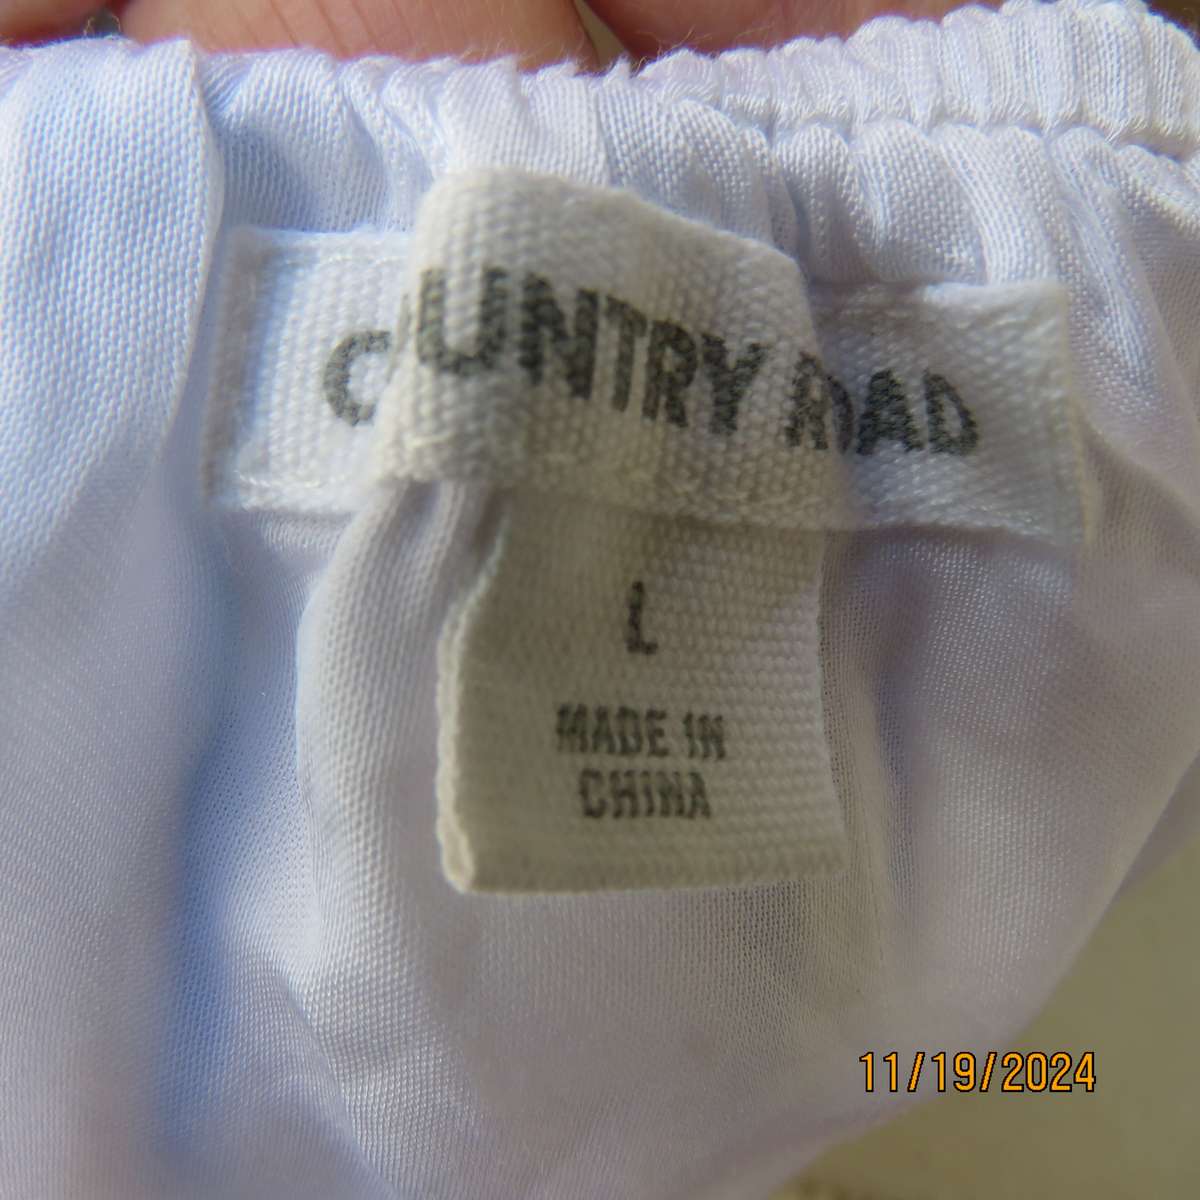 COUNTRY ROAD
L
MADE IN
CHINA
11/19/2024